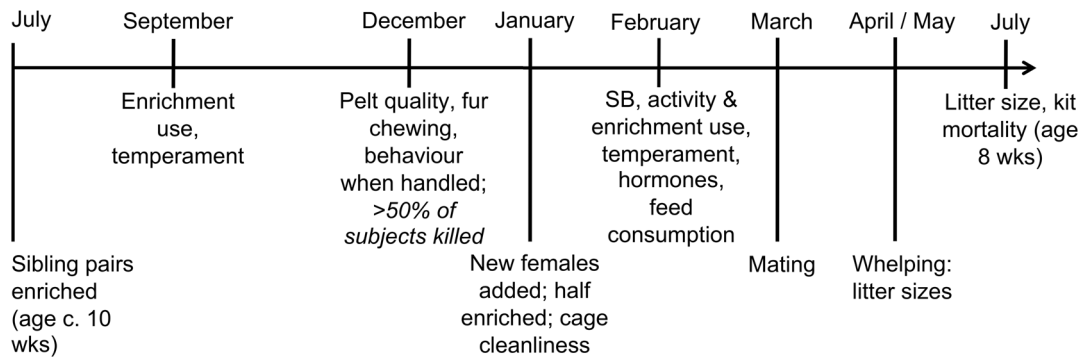 July
September
December
January
February
March
April / May
July
Enrichment
use,
temperament
Pelt quality, fur
chewing,
behaviour
when handled;
>50% of
subjects killed
SB, activity &
enrichment use,
temperament,
hormones,
feed
consumption
Litter size, kit
mortality (age
8 wks)
Sibling pairs
enriched
(age c. 10
wks)
New females
added; half
enriched; cage
cleanliness
Mating
Whelping:
litter sizes